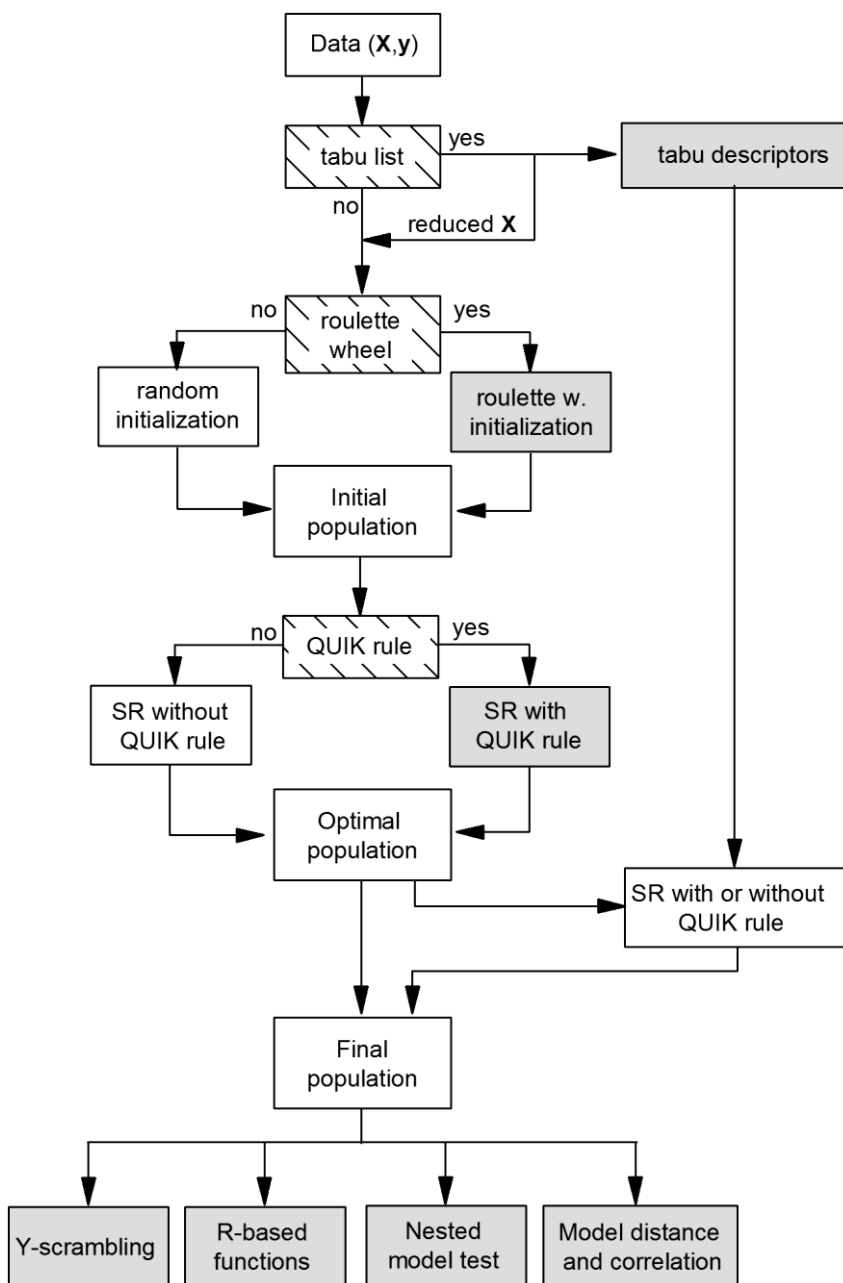 Data (X,y)
tabu list
yes
tabu descriptors
no
reduced X
no
roulette
wheel
yes
random
initialization
roulette w.
initialization
Initial
population
no
QUIK rule
yes
SR without
QUIK rule
SR with
QUIK rule
Optimal
population
SR with or without
QUIK rule
Final
population
Y-scrambling
R-based
functions
Nested
model test
Model distance
and correlation